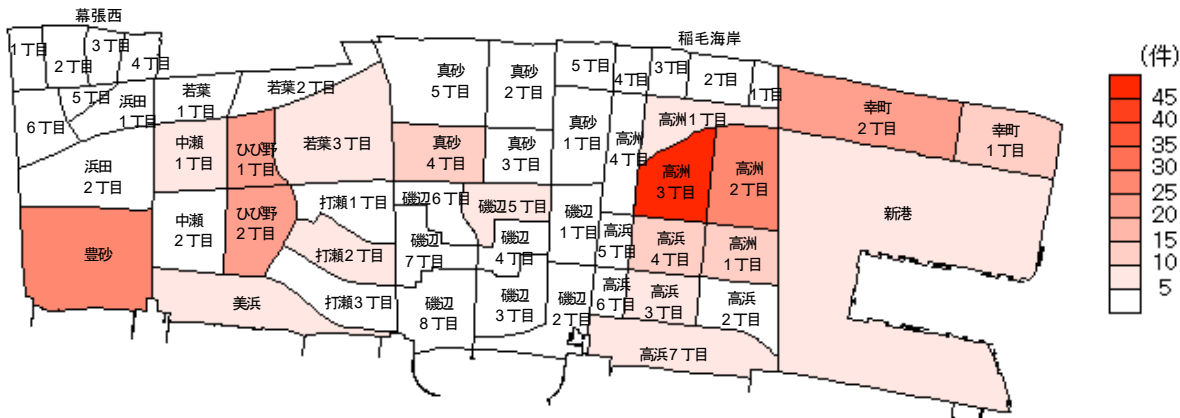 幕張西
1丁目
2丁目
3丁目
4丁目
5丁目
6丁目
浜田
1丁目
浜田
2丁目
若葉
1丁目
若葉2丁目
若葉3丁目
中瀬
1丁目
中瀬
2丁目
ひび野
1丁目
ひび野
2丁目
豊砂
美浜
打瀬1丁目
打瀬2丁目
打瀬3丁目
真砂
5丁目
真砂
2丁目
真砂
4丁目
真砂
3丁目
真砂
1丁目
磯辺6丁目
磯辺5丁目
磯辺
7丁目
磯辺
4丁目
磯辺
1丁目
磯辺
8丁目
磯辺
3丁目
磯辺
2丁目
稲毛海岸
5丁目
4丁目
3丁目
2丁目
1丁目
高洲1丁目
高洲
4丁目
高洲
3丁目
高洲
2丁目
高浜
5丁目
高浜
4丁目
高洲
1丁目
高浜
6丁目
高浜
3丁目
高浜
2丁目
高浜7丁目
幸町
2丁目
幸町
1丁目
新港
(件)
45
40
35
30
25
20
15
10
5